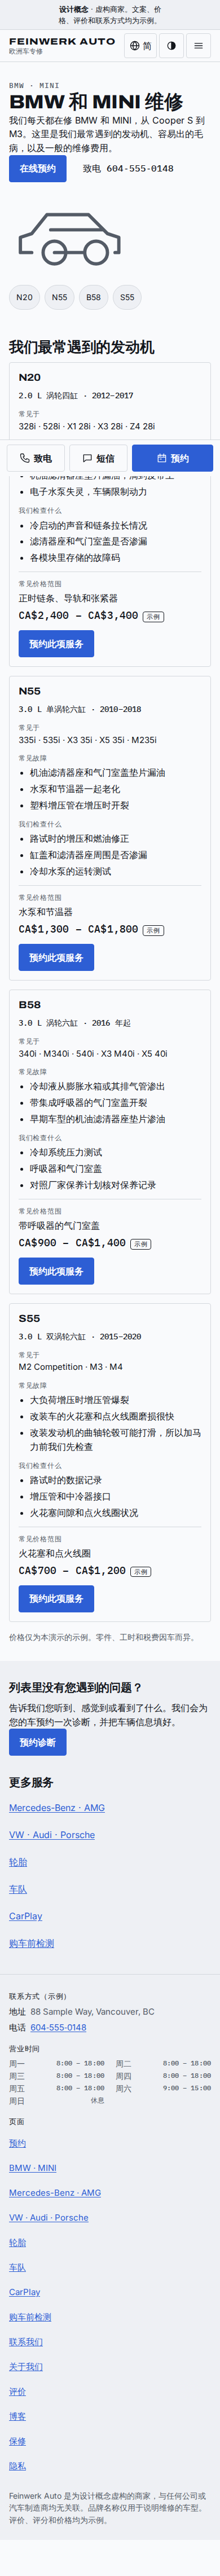 设计概念 · 虚构商家。文案、价
格、评价和联系方式均为示例。
FEINWERK AUTO
欧洲车专修
简
BMW · MINI
BMW 和 MINI 维修
我们每天都在修 BMW 和 MINI，从 Cooper S 到
M3。这里是我们最常遇到的发动机、容易出的毛
病，以及一般的维修费用。
在线预约
致电 604-555-0148
N20
N55
B58
S55
我们最常遇到的发动机
N20
2.0 L 涡轮四缸 · 2012–2017
常见于
328i · 528i · X1 28i · X3 28i · Z4 28i
致电
短信
预约
电子水泵失灵，车辆限制动力
我们检查什么
冷启动的声音和链条拉长情况
滤清器座和气门室盖是否渗漏
各模块里存储的故障码
常见价格范围
正时链条、导轨和张紧器
CA$2,400 – CA$3,400 示例
预约此项服务
N55
3.0 L 单涡轮六缸 · 2010–2018
常见于
335i · 535i · X3 35i · X5 35i · M235i
常见故障
机油滤清器座和气门室盖垫片漏油
水泵和节温器一起老化
塑料增压管在增压时开裂
我们检查什么
路试时的增压和燃油修正
缸盖和滤清器座周围是否渗漏
冷却水泵的运转测试
常见价格范围
水泵和节温器
CA$1,300 – CA$1,800 示例
预约此项服务
B58
3.0 L 涡轮六缸 · 2016 年起
常见于
340i · M340i · 540i · X3 M40i · X5 40i
常见故障
冷却液从膨胀水箱或其排气管渗出
带集成呼吸器的气门室盖开裂
早期车型的机油滤清器座垫片渗油
我们检查什么
冷却系统压力测试
呼吸器和气门室盖
对照厂家保养计划核对保养记录
常见价格范围
带呼吸器的气门室盖
CA$900 – CA$1,400 示例
预约此项服务
S55
3.0 L 双涡轮六缸 · 2015–2020
常见于
M2 Competition · M3 · M4
常见故障
大负荷增压时增压管爆裂
改装车的火花塞和点火线圈磨损很快
改装发动机的曲轴轮毂可能打滑，所以加马
力前我们先检查
我们检查什么
路试时的数据记录
增压管和中冷器接口
火花塞间隙和点火线圈状况
常见价格范围
火花塞和点火线圈
CA$700 – CA$1,200 示例
预约此项服务
价格仅为本演示的示例。零件、工时和税费因车而异。
列表里没有您遇到的问题？
告诉我们您听到、感觉到或看到了什么。我们会为
您的车预约一次诊断，并把车辆信息填好。
预约诊断
更多服务
Mercedes-Benz · AMG
VW · Audi · Porsche
轮胎
车队
CarPlay
购车前检测
联系方式（示例）
地址 88 Sample Way, Vancouver, BC
电话 604-555-0148
营业时间
周一 8:00 – 18:00 周二 8:00 – 18:00
周三 8:00 – 18:00 周四 8:00 – 18:00
周五 8:00 – 18:00 周六 9:00 – 15:00
周日 休息
页面
预约
BMW · MINI
Mercedes-Benz · AMG
VW · Audi · Porsche
轮胎
车队
CarPlay
购车前检测
联系我们
关于我们
评价
博客
保修
隐私
Feinwerk Auto 是为设计概念虚构的商家，与任何公司或
汽车制造商均无关联。品牌名称仅用于说明维修的车型。
评价、评分和价格均为示例。